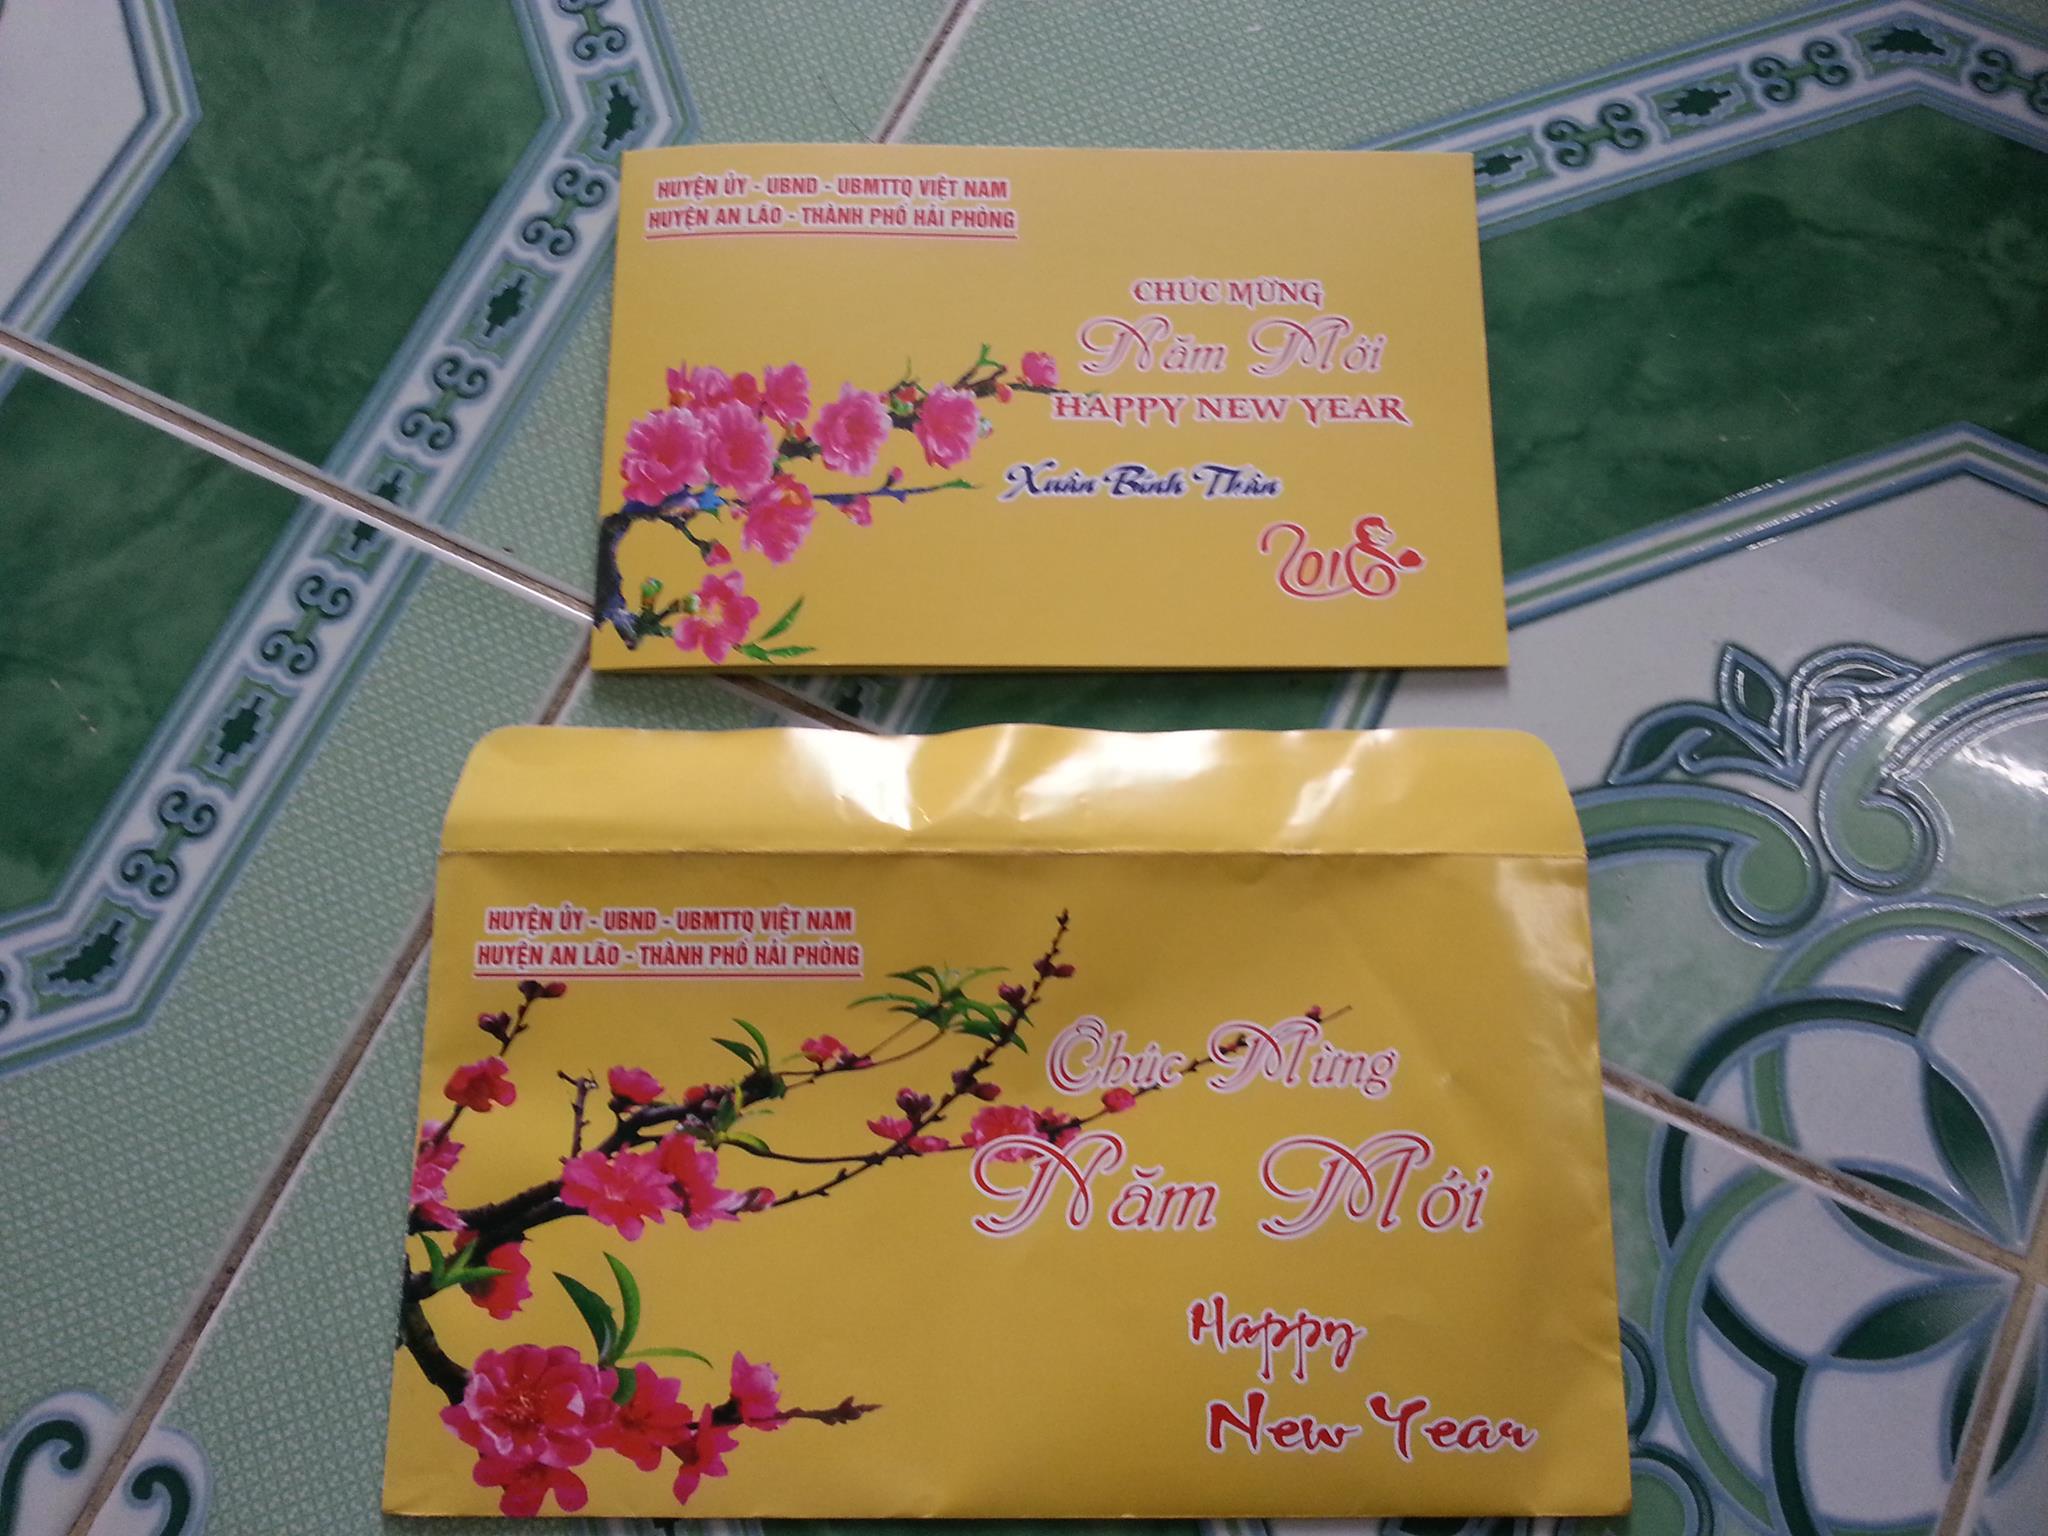 HUYỆN ỦY - UBND - UBMTTQ VIỆT NAM
HUYỆN AN LÃO - THÀNH PHỐ HẢI PHÒNG
CHÚC MỪNG
Năm Mới
HAPPY NEW YEAR
Xuân Bính Thân
2016
HUYỆN ỦY - UBND - UBMTTQ VIỆT NAM
HUYỆN AN LÃO - THÀNH PHỐ HẢI PHÒNG
Chúc Mừng
Năm Mới
Happy
New Year